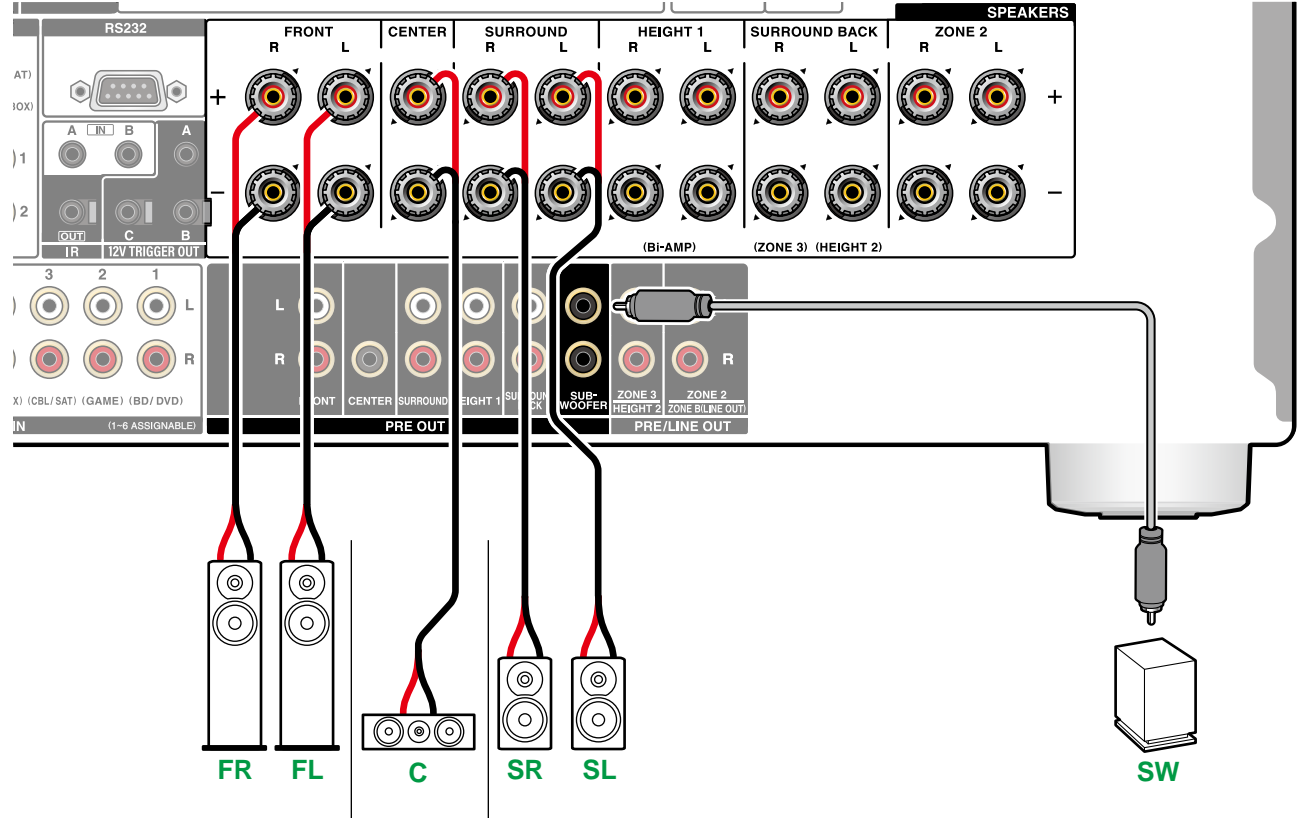 SPEAKERS
RS232
FRONT
CENTER
SURROUND
HEIGHT 1
SURROUND BACK
ZONE 2
R L
R L
R L
R L
R L
AT)
BOX)
+
+
A IN B
A
1
−
−
2
OUT
C
B
IR
12V TRIGGER OUT
(Bi-AMP)
(ZONE 3) (HEIGHT 2)
3 2 1
L
L
R
R
R
X) (CBL/SAT) (GAME) (BD/DVD)
CENTER
SURROUND
SUB-
WOOFER
ZONE 3
HEIGHT 2
ZONE 2
ZONE B(LINE OUT)
IN
(1~6 ASSIGNABLE)
PRE OUT
PRE/LINE OUT
FR
FL
C
SR
SL
SW